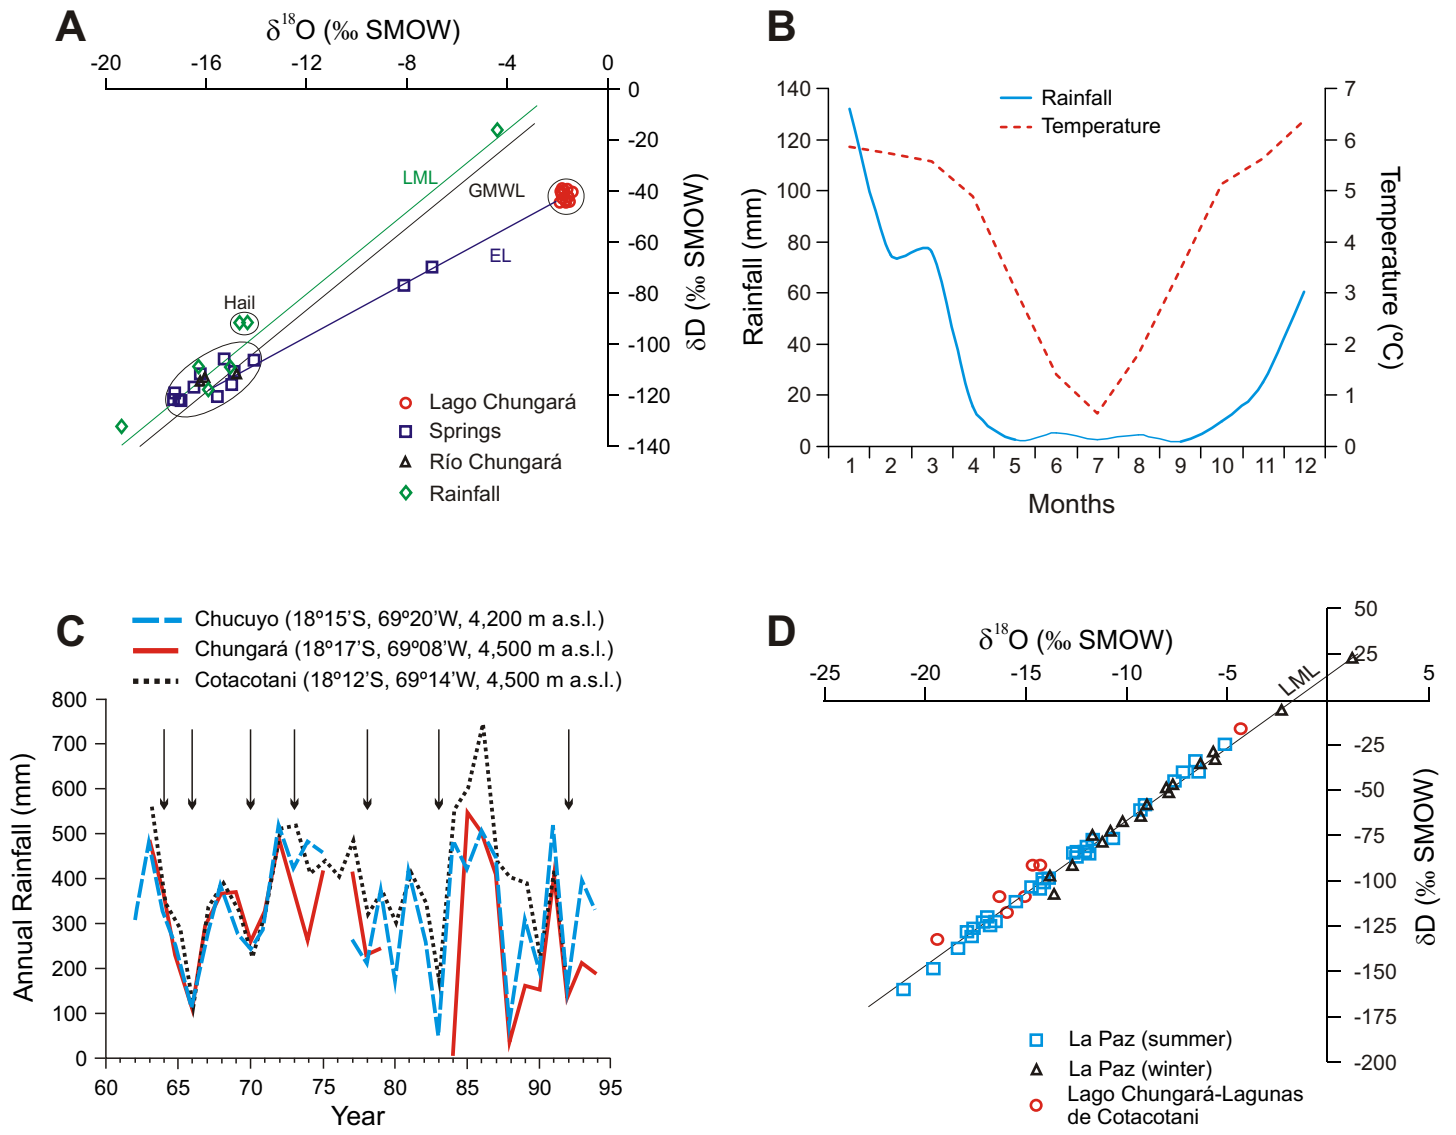 A
δ18O (‰ SMOW)
-20 -16 -12 -8 -4 0
0
-20
-40
-60
-80
-100
-120
-140
δD (‰ SMOW)
LML
GMWL
EL
Hail
Lago Chungará
Springs
Río Chungará
Rainfall
B
Rainfall
Temperature
140
120
100
80
60
40
20
0
Rainfall (mm)
7
6
5
4
3
2
1
0
Temperature (ºC)
1 2 3 4 5 6 7 8 9 10 11 12
Months
C
Chucuyo (18º15'S, 69º20'W, 4,200 m a.s.l.)
Chungará (18º17'S, 69º08'W, 4,500 m a.s.l.)
Cotacotani (18º12'S, 69º14'W, 4,500 m a.s.l.)
800
700
600
500
400
300
200
100
0
Annual Rainfall (mm)
60 65 70 75 80 85 90 95
Year
D
δ18O (‰ SMOW)
-25 -20 -15 -10 -5 5
50
25
-25
-50
-75
-100
-125
-150
-175
-200
δD (‰ SMOW)
LML
La Paz (summer)
La Paz (winter)
Lago Chungará-Lagunas
de Cotacotani